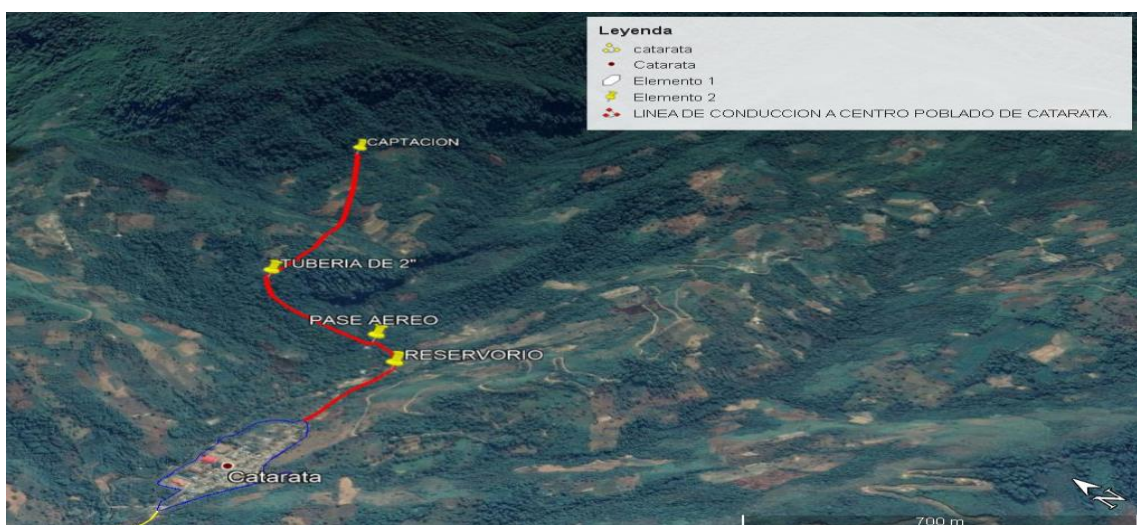 Leyenda
catarata
Catarata
Elemento 1
Elemento 2
LINEA DE CONDUCCION A CENTRO POBLADO DE CATARATA.
CAPTACION
TUBERIA DE 2"
PASE AEREO
RESERVORIO
Catarata
N
700 m